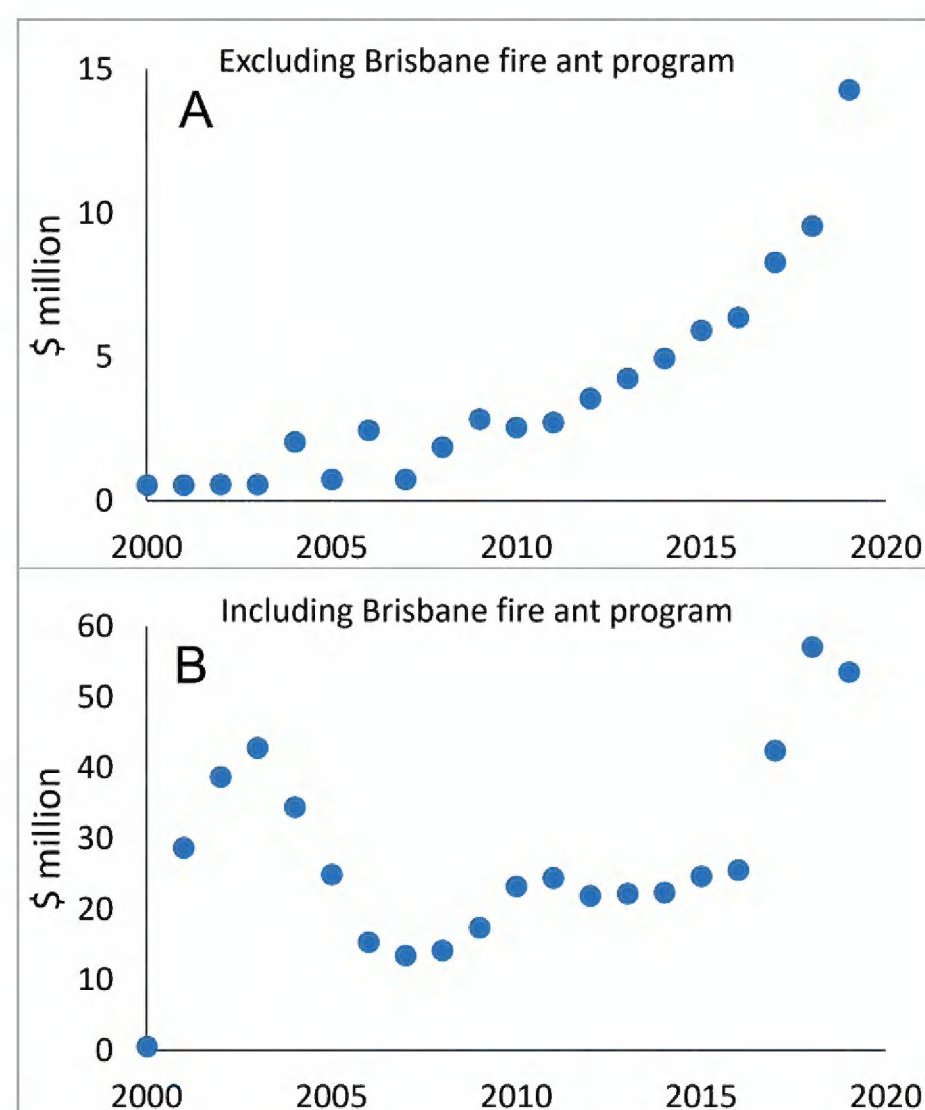 Excluding Brisbane fire ant program
A
15
10
5
0
$ million
2000 2005 2010 2015 2020
Including Brisbane fire ant program
B
60
50
40
30
20
10
0
$ million
2000 2005 2010 2015 2020